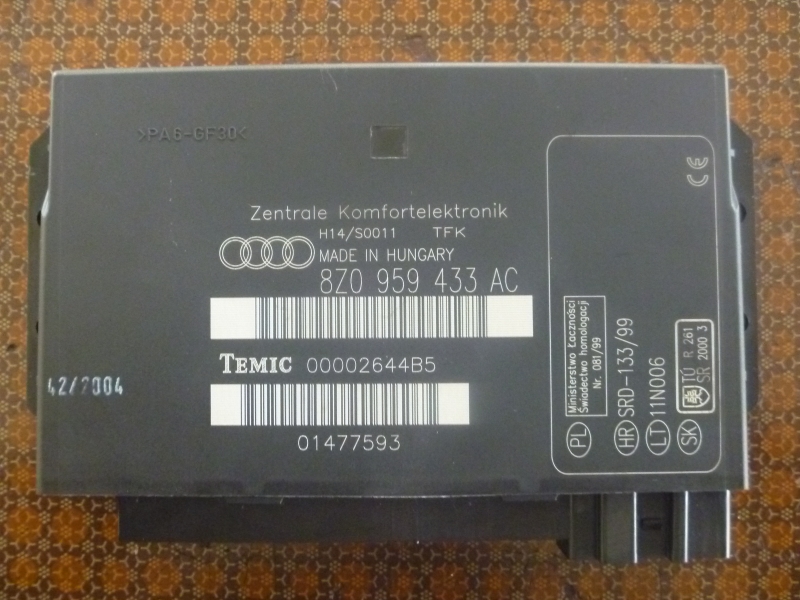 >PA6-GF30<
Zentrale Komfortelektronik
H14/S0011 TFK
MADE IN HUNGARY
8Z0 959 433 AC
TEMIC 00002644B5
01477593
42/2004
CE
Ministerstwo Łączności
Świadectwo homologacji
Nr. 081/99
PL
HR SRD-133/99
LT 11N006
SK TÚ R 261
SR 2000 3